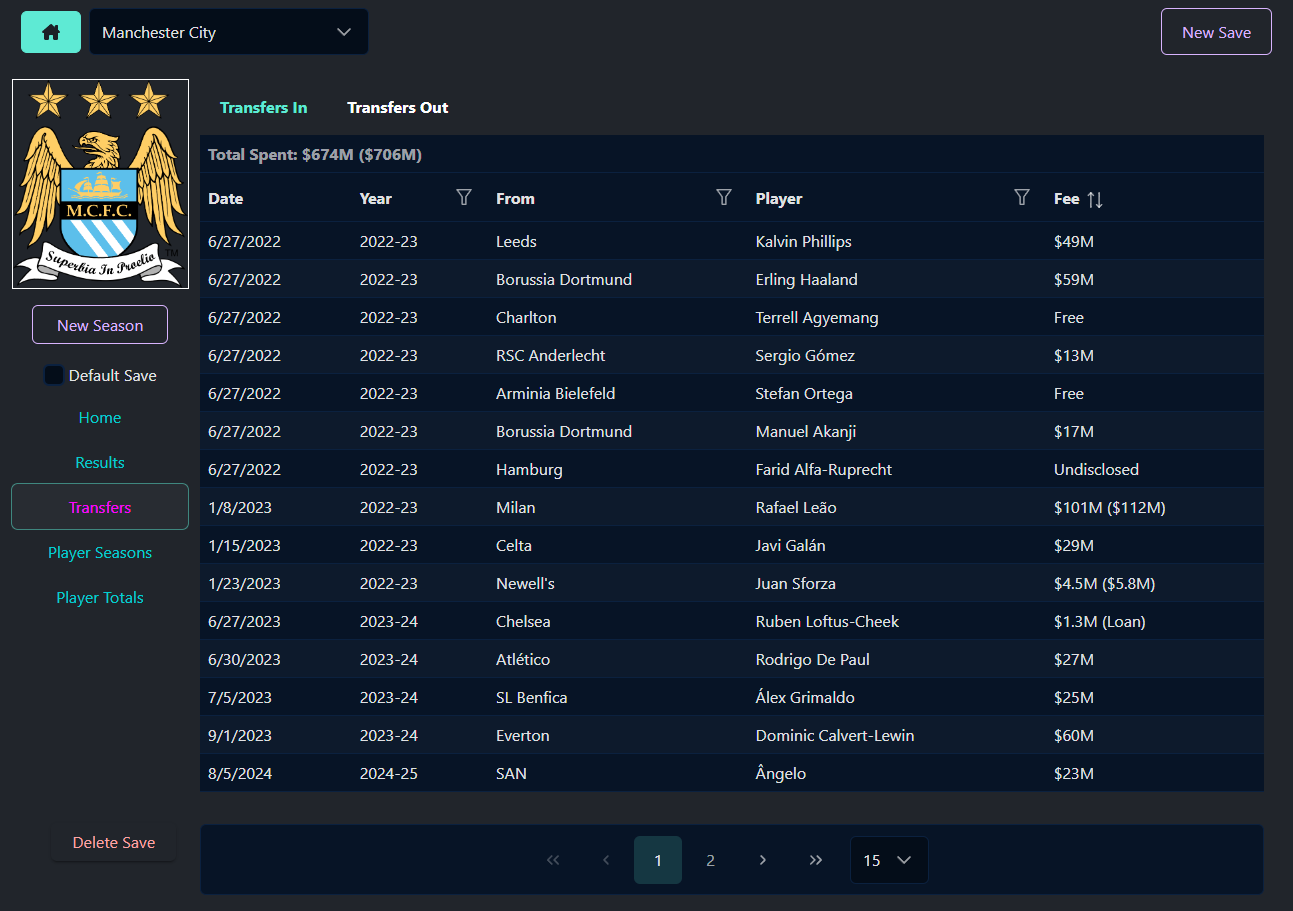 Manchester City
New Save
M.C.F.C.
Superbia In Proelio
TM
New Season
Default Save
Home
Results
Transfers
Player Seasons
Player Totals
Delete Save
Transfers In Transfers Out
Total Spent: $674M ($706M)
Date Year From Player Fee
6/27/2022 2022-23 Leeds Kalvin Phillips $49M
6/27/2022 2022-23 Borussia Dortmund Erling Haaland $59M
6/27/2022 2022-23 Charlton Terrell Agyemang Free
6/27/2022 2022-23 RSC Anderlecht Sergio Gómez $13M
6/27/2022 2022-23 Arminia Bielefeld Stefan Ortega Free
6/27/2022 2022-23 Borussia Dortmund Manuel Akanji $17M
6/27/2022 2022-23 Hamburg Farid Alfa-Ruprecht Undisclosed
1/8/2023 2022-23 Milan Rafael Leão $101M ($112M)
1/15/2023 2022-23 Celta Javi Galán $29M
1/23/2023 2022-23 Newell's Juan Sforza $4.5M ($5.8M)
6/27/2023 2023-24 Chelsea Ruben Loftus-Cheek $1.3M (Loan)
6/30/2023 2023-24 Atlético Rodrigo De Paul $27M
7/5/2023 2023-24 SL Benfica Álex Grimaldo $25M
9/1/2023 2023-24 Everton Dominic Calvert-Lewin $60M
8/5/2024 2024-25 SAN Ângelo $23M
1 2 15